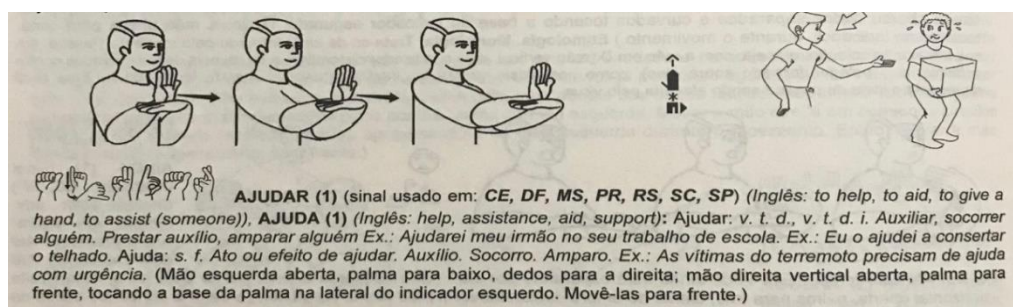 AJUDAR (1) (sinal usado em: CE, DF, MS, PR, RS, SC, SP) (Inglês: to help, to aid, to give a
hand, to assist (someone)), AJUDA (1) (Inglês: help, assistance, aid, support): Ajudar: v. t. d., v. t. d. i. Auxiliar, socorrer
alguém. Prestar auxílio, amparar alguém Ex.: Ajudarei meu irmão no seu trabalho de escola. Ex.: Eu o ajudei a consertar
o telhado. Ajuda: s. f. Ato ou efeito de ajudar. Auxílio. Socorro. Amparo. Ex.: As vítimas do terremoto precisam de ajuda
com urgência. (Mão esquerda aberta, palma para baixo, dedos para a direita; mão direita vertical aberta, palma para
frente, tocando a base da palma na lateral do indicador esquerdo. Movê-las para frente.)